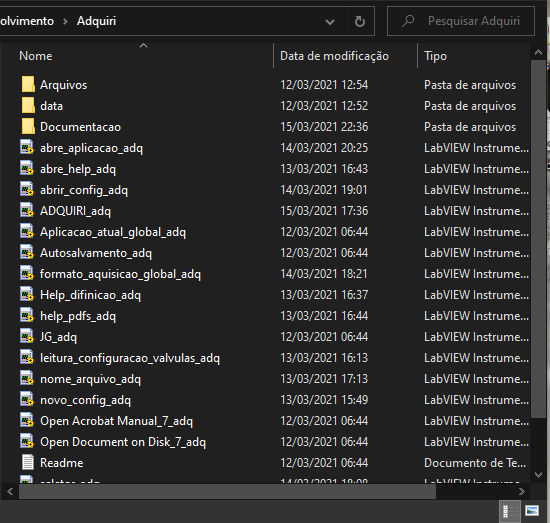 olvimento > Adquiri
Pesquisar Adquiri
Nome Data de modificação Tipo
Arquivos 12/03/2021 12:54 Pasta de arquivos
data 12/03/2021 12:52 Pasta de arquivos
Documentacao 15/03/2021 22:36 Pasta de arquivos
abre_aplicacao_adq 14/03/2021 20:25 LabVIEW Instrume...
abre_help_adq 13/03/2021 16:43 LabVIEW Instrume...
abrir_config_adq 14/03/2021 19:01 LabVIEW Instrume...
ADQUIRI_adq 15/03/2021 17:36 LabVIEW Instrume...
Aplicacao_atual_global_adq 12/03/2021 06:44 LabVIEW Instrume...
Autosalvamento_adq 12/03/2021 06:44 LabVIEW Instrume...
formato_aquisicao_global_adq 14/03/2021 18:21 LabVIEW Instrume...
Help_difinicao_adq 13/03/2021 16:37 LabVIEW Instrume...
help_pdfs_adq 13/03/2021 16:44 LabVIEW Instrume...
JG_adq 12/03/2021 06:44 LabVIEW Instrume...
leitura_configuracao_valvulas_adq 13/03/2021 16:13 LabVIEW Instrume...
nome_arquivo_adq 13/03/2021 17:13 LabVIEW Instrume...
novo_config_adq 13/03/2021 15:49 LabVIEW Instrume...
Open Acrobat Manual_7_adq 12/03/2021 06:44 LabVIEW Instrume...
Open Document on Disk_7_adq 12/03/2021 06:44 LabVIEW Instrume...
Readme 12/03/2021 06:44 Documento de Te...
14/03/2021 18:08 LabVIEW Instrume...